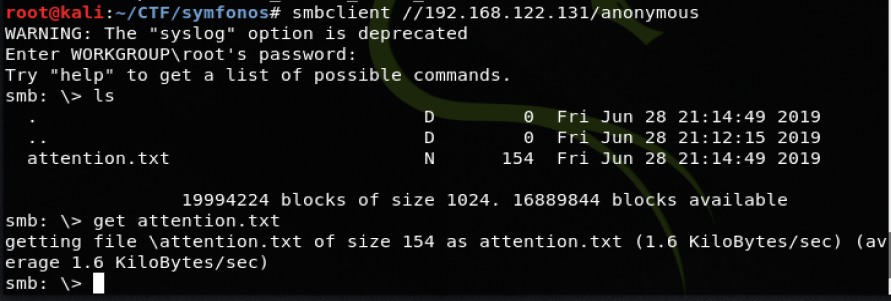 root@kali:~/CTF/symfonos# smbclient //192.168.122.131/anonymous
WARNING: The "syslog" option is deprecated
Enter WORKGROUP\root's password:
Try "help" to get a list of possible commands.
smb: \> ls
  .                                   D        0  Fri Jun 28 21:14:49 2019
  ..                                  D        0  Fri Jun 28 21:12:15 2019
  attention.txt                       N      154  Fri Jun 28 21:14:49 2019

                19994224 blocks of size 1024. 16889844 blocks available
smb: \> get attention.txt
getting file \attention.txt of size 154 as attention.txt (1.6 KiloBytes/sec) (av
erage 1.6 KiloBytes/sec)
smb: \>